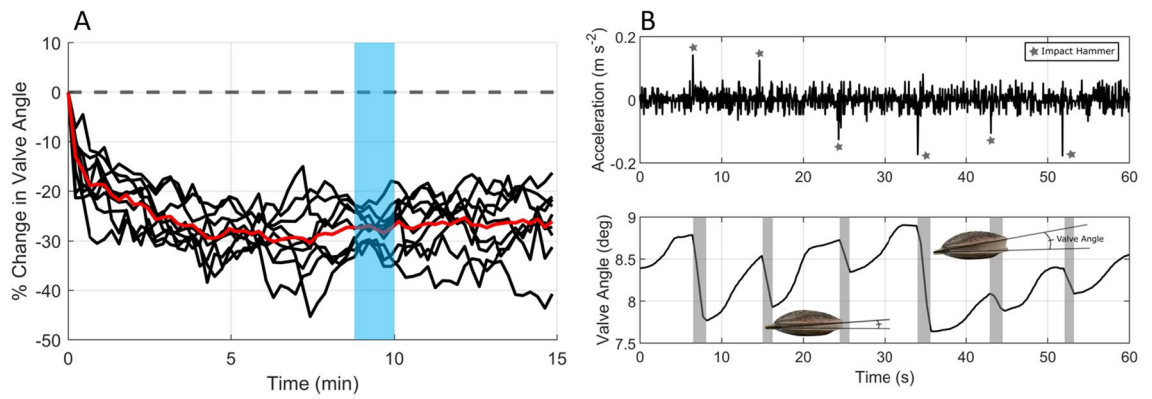 A
% Change in Valve Angle
10
0
-10
-20
-30
-40
-50
0 5 10 15
Time (min)
B
Acceleration (m s-2)
0.2
0
-0.2
Impact Hammer
0 10 20 30 40 50 60
Valve Angle (deg)
9
8.5
8
7.5
Valve Angle
0 10 20 30 40 50 60
Time (s)